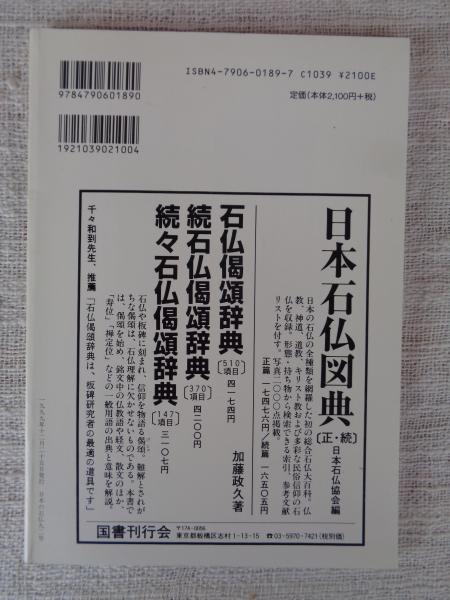 ISBN4-7906-0189-7 C1039 ¥2100E
定価(本体2,100円+税)
9784790601890
1921039021004
日本石仏図典
[正・続]
日本石仏協会編
日本の石仏の全種類を網羅した初の総合石仏大百科。仏
教、神道、道教、キリスト教および多彩な民俗信仰の石
仏を収録。形態・持ち物から検索できる索引、参考文献
リストを付す。写真一〇〇〇点掲載。
正篇 一七四七六円/続篇 一六五〇五円
石仏偈頌辞典
[510項目]
四一七四円
続石仏偈頌辞典
[370項目]
四二〇〇円
続々石仏偈頌辞典
[147項目]
三一〇七円
加藤政久著
石仏や板碑に刻まれ、信仰を物語る偈頌。難解とされが
ちな偈頌は、石仏理解に欠かせないものである。本書で
は、偈頌を始め、銘文中の仏教語や経文、散文のほか、
「寿位」「禅定位」などの一般用語の出典と意味を解説。
千々和到先生、推薦 「石仏偈頌辞典は、板碑研究者の最適の道具です」
国書刊行会
〒174-0056
東京都板橋区志村1-13-15 ☎03-5970-7421(税別価)